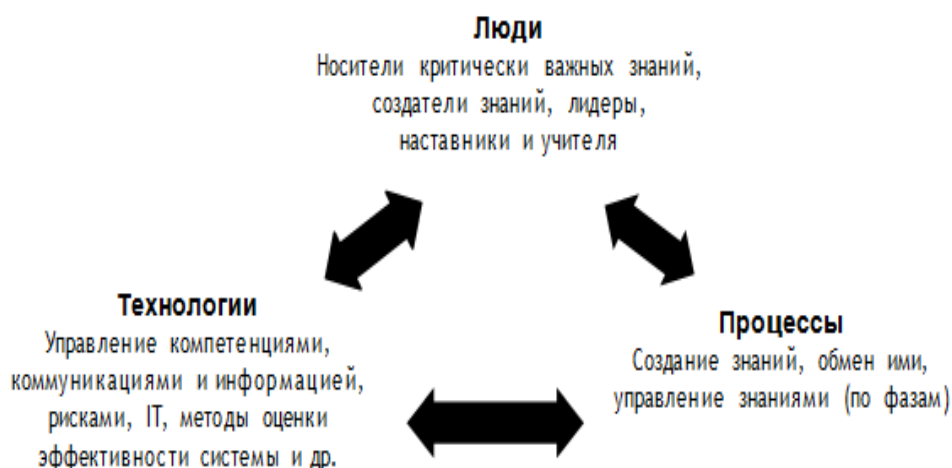 Люди
Носители критически важных знаний,
создатели знаний, лидеры,
наставники и учителя
Технологии
Управление компетенциями,
коммуникациями и информацией,
рисками, IT, методы оценки
эффективности системы и др.
Процессы
Создание знаний, обмен ими,
управление знаниями (по фазам)